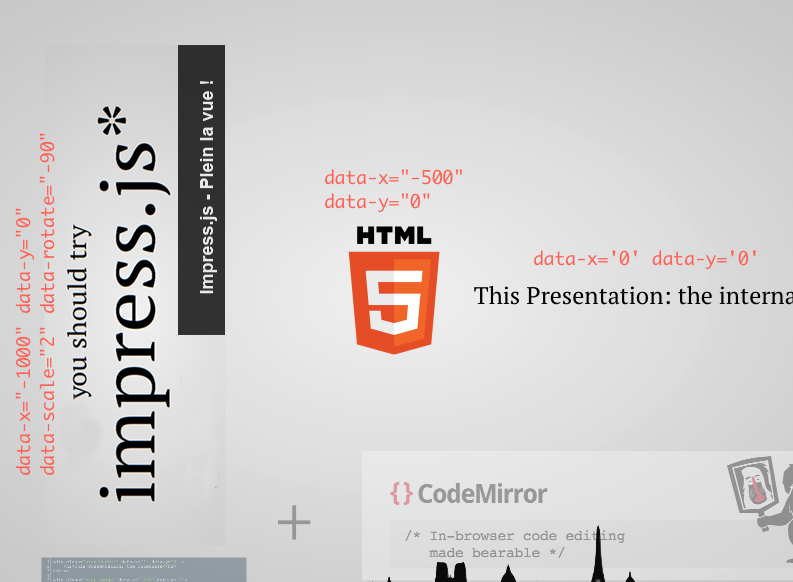 data-x="-1000" data-y="0"
data-scale="2" data-rotate="-90"
you should try
impress.js*
Impress.js - Plein la vue !
data-x="-500"
data-y="0"
HTML
5
data-x='0' data-y='0'
This Presentation: the interna
{} CodeMirror
/* In-browser code editing
made bearable */